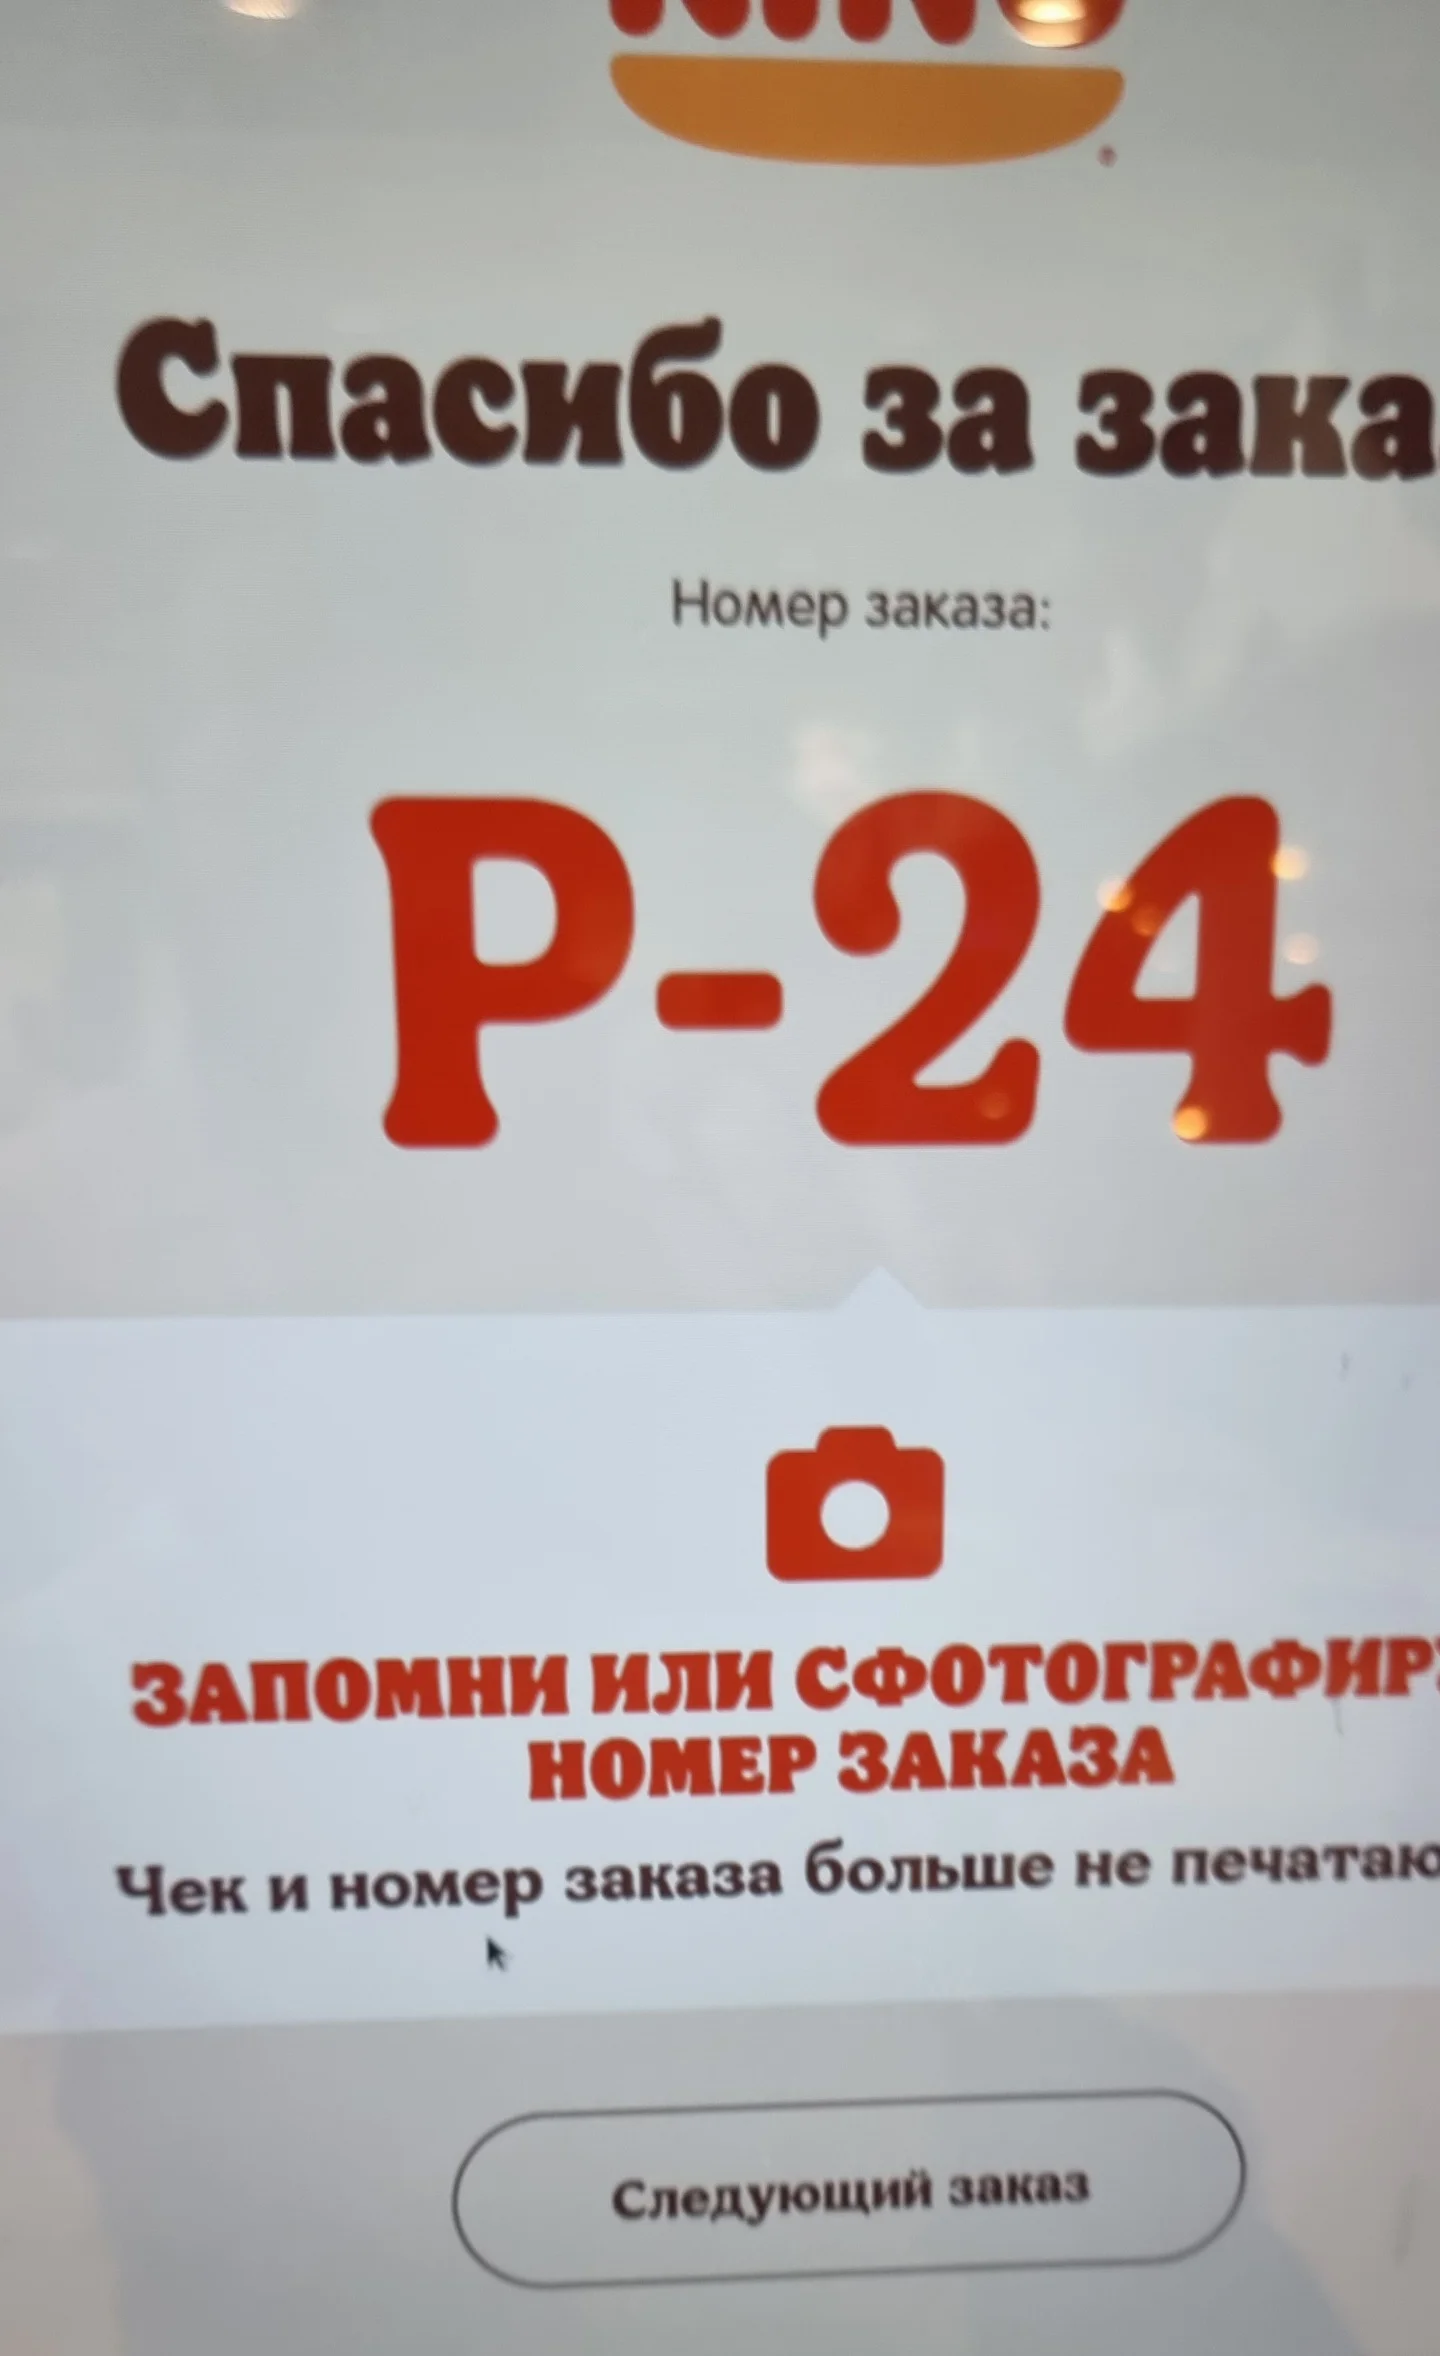 KING
Спасибо за зака
Номер заказа:
Р-24
ЗАПОМНИ ИЛИ СФОТОГРАФИР
НОМЕР ЗАКАЗА
Чек и номер заказа больше не печатаю
Следующий заказ